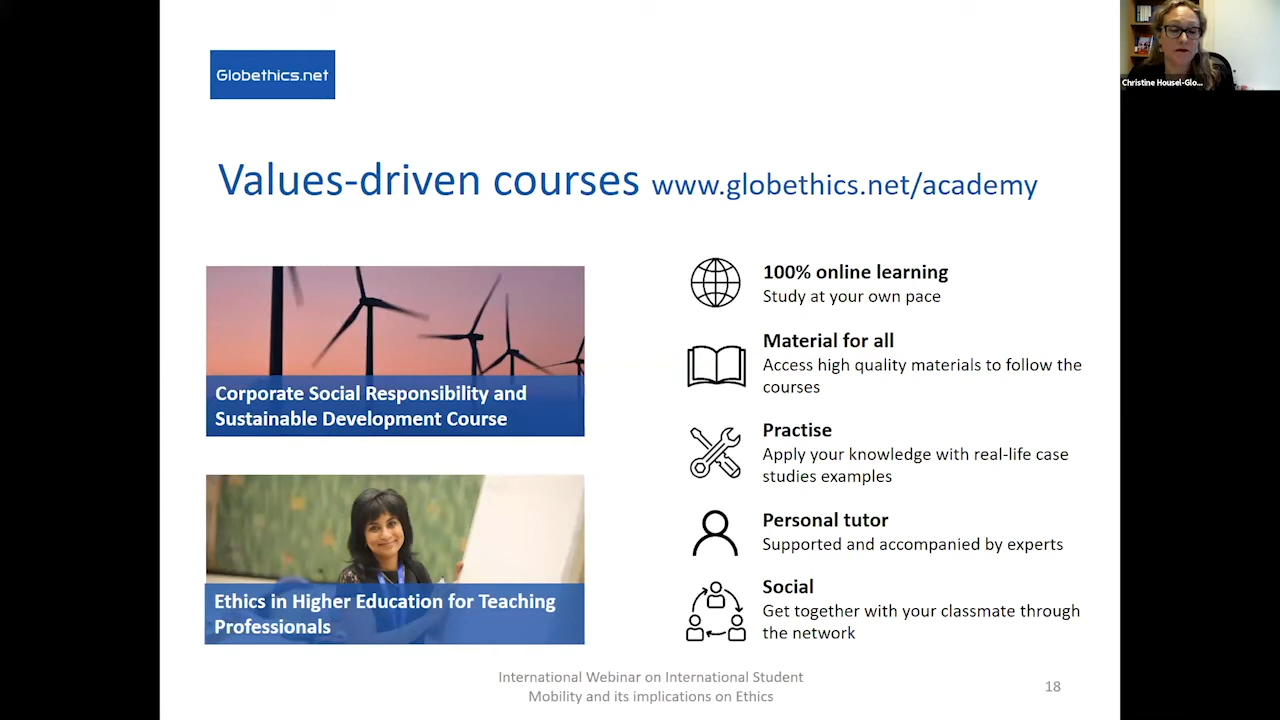 Globethics.net
Christine Housel-Glo...
Values-driven courses www.globethics.net/academy
Corporate Social Responsibility and
Sustainable Development Course
Ethics in Higher Education for Teaching
Professionals
100% online learning
Study at your own pace
Material for all
Access high quality materials to follow the
courses
Practise
Apply your knowledge with real-life case
studies examples
Personal tutor
Supported and accompanied by experts
Social
Get together with your classmate through
the network
International Webinar on International Student
Mobility and its implications on Ethics
18